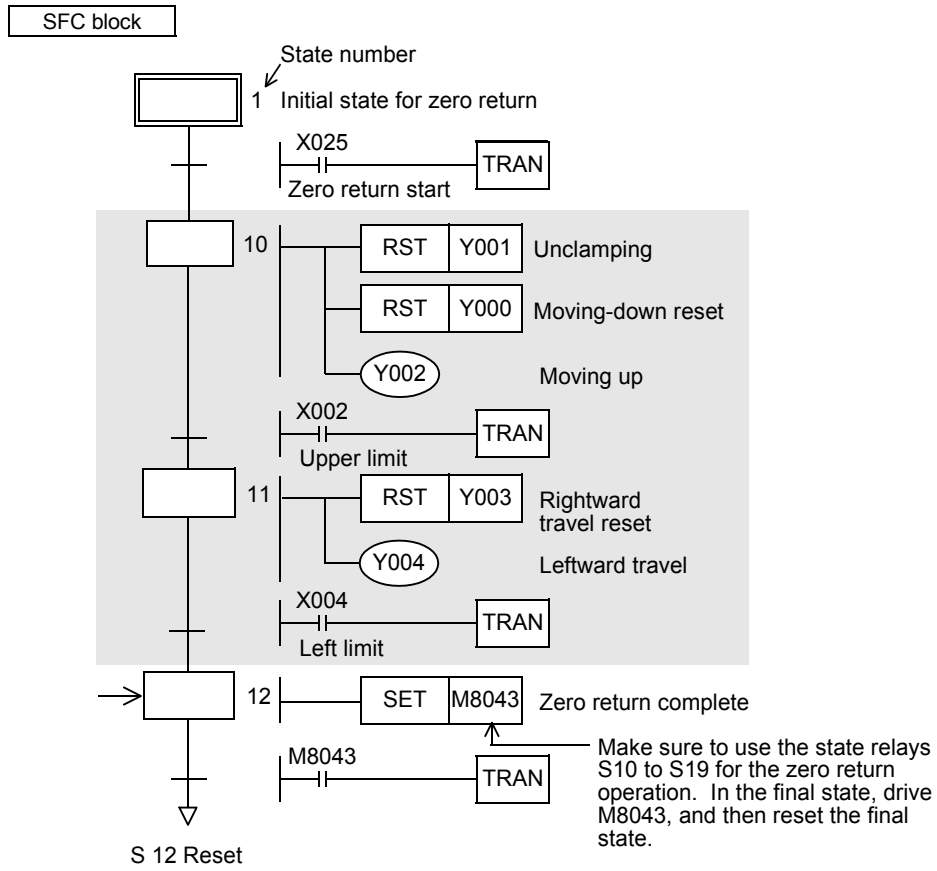 SFC block
State number
1 Initial state for zero return
X025
TRAN
Zero return start
10
RST Y001 Unclamping
RST Y000 Moving-down reset
Y002 Moving up
X002
TRAN
Upper limit
11
RST Y003 Rightward
travel reset
Y004 Leftward travel
X004
TRAN
Left limit
12
SET M8043 Zero return complete
M8043
TRAN
Make sure to use the state relays
S10 to S19 for the zero return
operation. In the final state, drive
M8043, and then reset the final
state.
S 12 Reset